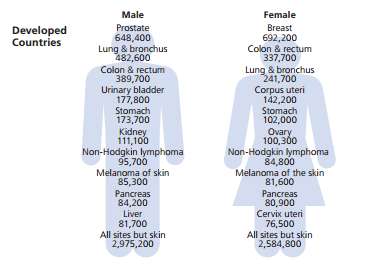 Developed
Countries
Male
Prostate
648,400
Lung & bronchus
482,600
Colon & rectum
389,700
Urinary bladder
177,800
Stomach
173,700
Kidney
111,100
Non-Hodgkin lymphoma
95,700
Melanoma of skin
85,300
Pancreas
84,200
Liver
81,700
All sites but skin
2,975,200
Female
Breast
692,200
Colon & rectum
337,700
Lung & bronchus
241,700
Corpus uteri
142,200
Stomach
102,000
Ovary
100,300
Non-Hodgkin lymphoma
84,800
Melanoma of the skin
81,600
Pancreas
80,900
Cervix uteri
76,500
All sites but skin
2,584,800